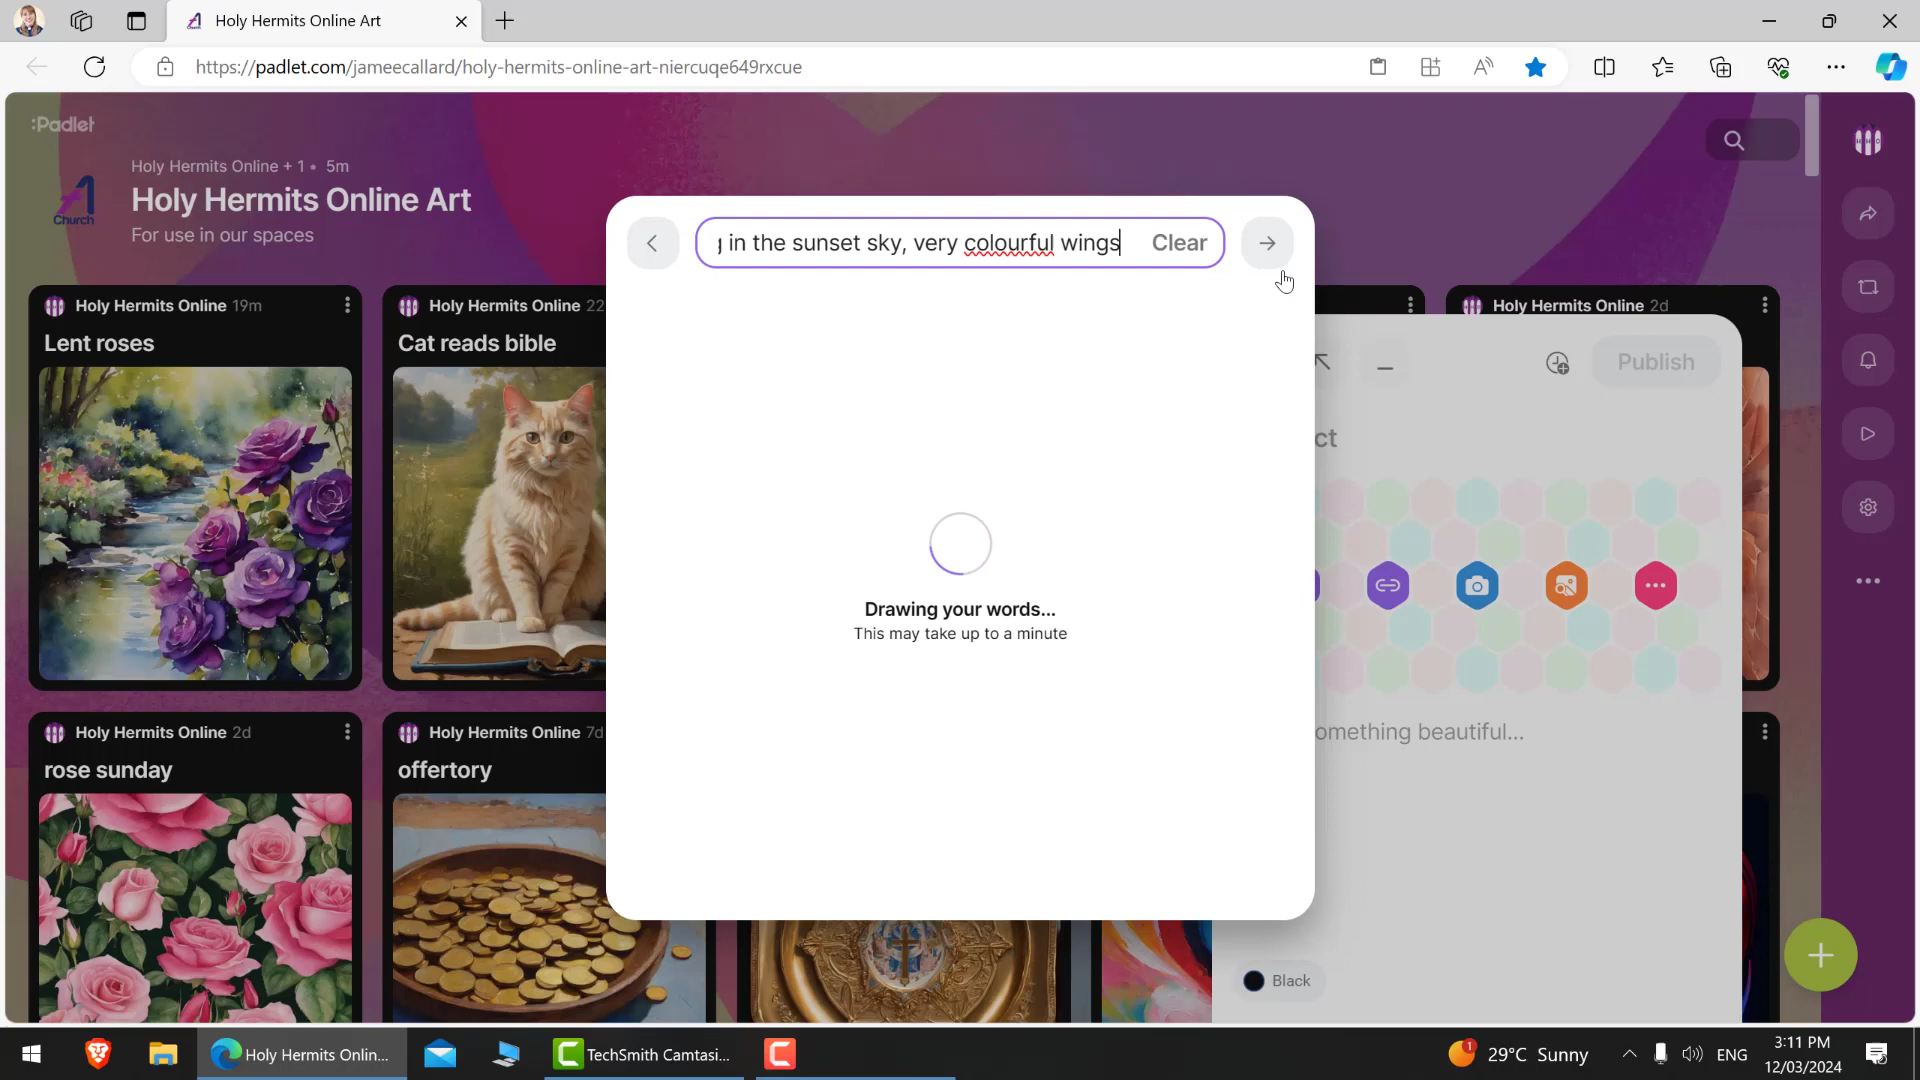 Holy Hermits Online Art
https://padlet.com/jameecallard/holy-hermits-online-art-niercuqe649rxcue
:Padlet
Holy Hermits Online + 1 • 5m
Holy Hermits Online Art
For use in our spaces
Church
in the sunset sky, very colourful wings
Clear
Holy Hermits Online 19m
Lent roses
Holy Hermits Online 22
Cat reads bible
Holy Hermits Online 2d
Publish
ct
Drawing your words...
This may take up to a minute
omething beautiful...
Holy Hermits Online 2d
rose sunday
Holy Hermits Online 7d
offertory
Black
Holy Hermits Onlin...
TechSmith Camtasi...
1
29°C Sunny
ENG
3:11 PM
12/03/2024